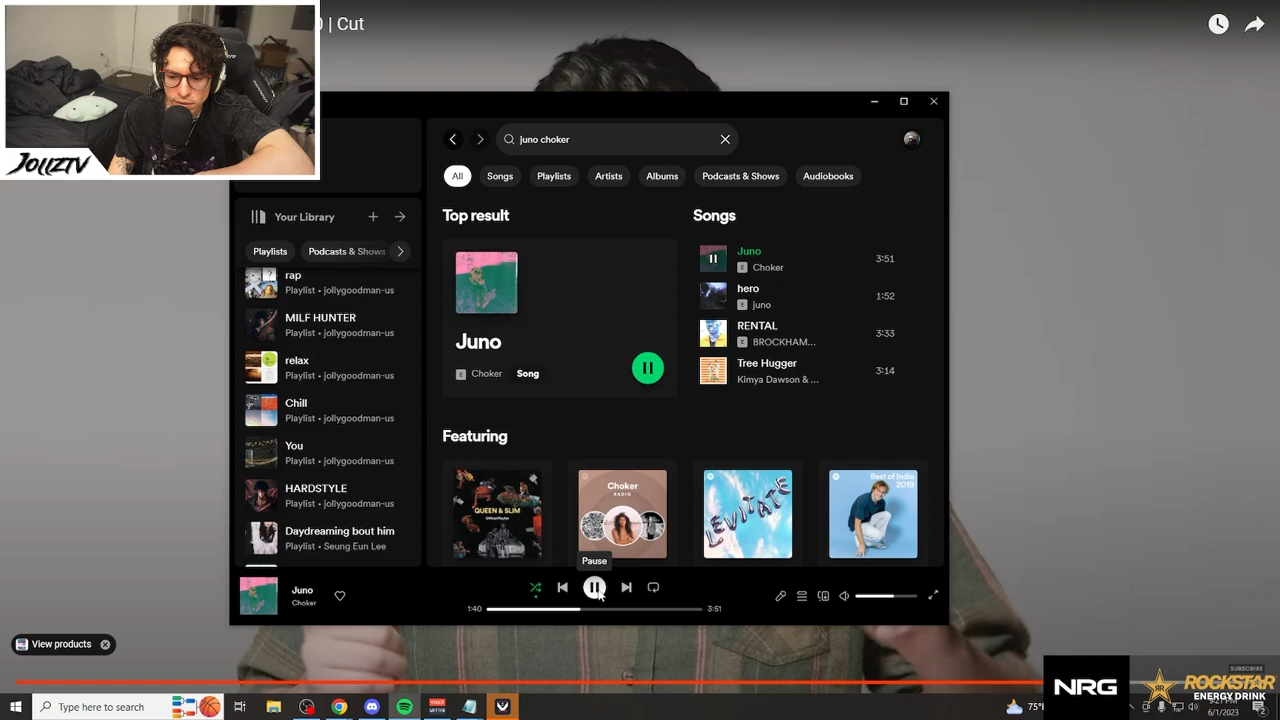 | Cut
JOLLZTV
juno choker
All
Songs
Playlists
Artists
Albums
Podcasts & Shows
Audiobooks
Your Library
Playlists
Podcasts & Shows
rap
Playlist • jollygoodman-us
MILF HUNTER
Playlist • jollygoodman-us
relax
Playlist • jollygoodman-us
Chill
Playlist • jollygoodman-us
You
Playlist • jollygoodman-us
HARDSTYLE
Playlist • jollygoodman-us
Daydreaming bout him
Playlist • Seung Eun Lee
Top result
Juno
E Choker Song
Songs
Juno
E Choker
3:51
hero
E juno
1:52
RENTAL
E BROCKHAM...
3:33
Tree Hugger
Kimya Dawson & ...
3:14
Featuring
QUEEN & SLIM
Official Playlist
Choker
RADIO
LEVITATE
Best of Indie
2019
Pause
Juno
Choker
1:40
3:51
View products
NRG
SUBSCRIBE
ROCKSTAR
ENERGY DRINK
Type here to search
75°F
6/1/2023